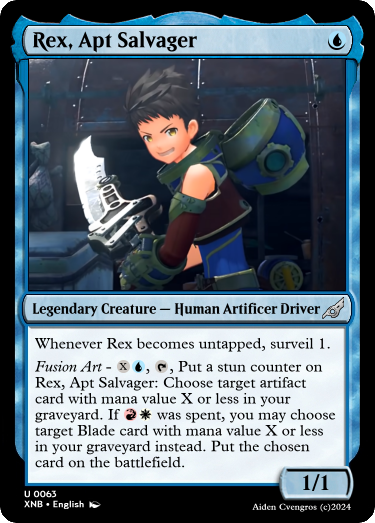 Rex, Apt Salvager
Legendary Creature — Human Artificer Driver
Whenever Rex becomes untapped, surveil 1.
Fusion Art - X, Put a stun counter on
Rex, Apt Salvager: Choose target artifact
card with mana value X or less in your
graveyard. If was spent, you may choose
target Blade card with mana value X or less
in your graveyard instead. Put the chosen
card on the battlefield.
1/1
U 0063
XNB • English
Aiden Cvengros (c)2024